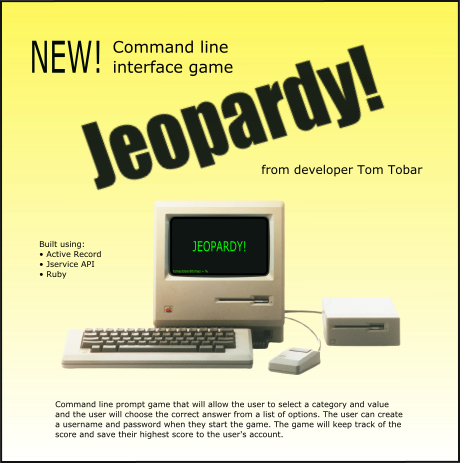 NEW! Command line
interface game
Jeopardy!
from developer Tom Tobar
Built using:
• Active Record
• Jservice API
• Ruby
JEOPARDY!
Command line prompt game that will allow the user to select a category and value
and the user will choose the correct answer from a list of options. The user can create
a username and password when they start the game. The game will keep track of the
score and save their highest score to the user's account.